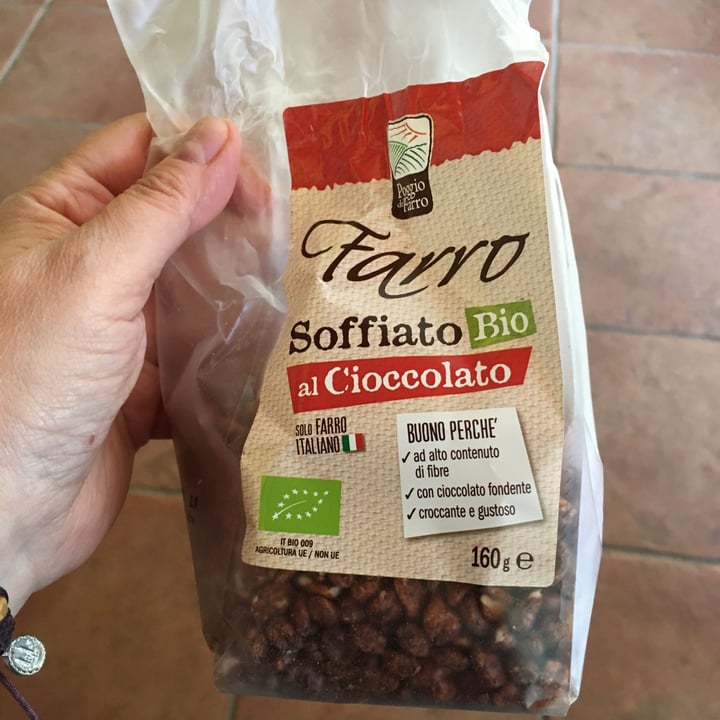 Poggio
del
Farro
Farro
Soffiato Bio
al Cioccolato
SOLO FARRO
ITALIANO
BUONO PERCHE'
✓ ad alto contenuto
di fibre
✓ con cioccolato fondente
✓ croccante e gustoso
IT BIO 009
AGRICOLTURA UE / NON UE
160g e